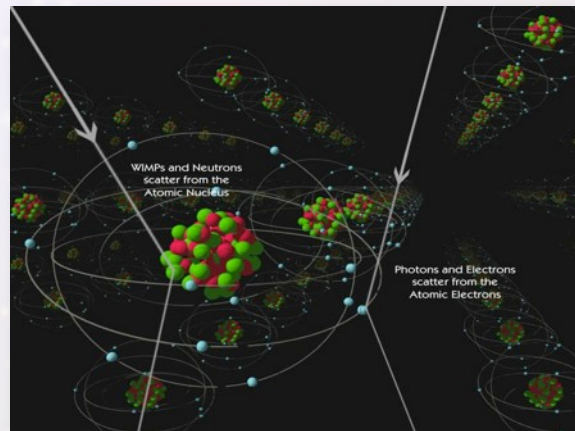 WIMPs and Neutrons
scatter from the
Atomic Nucleus
Photons and Electrons
scatter from the
Atomic Electrons